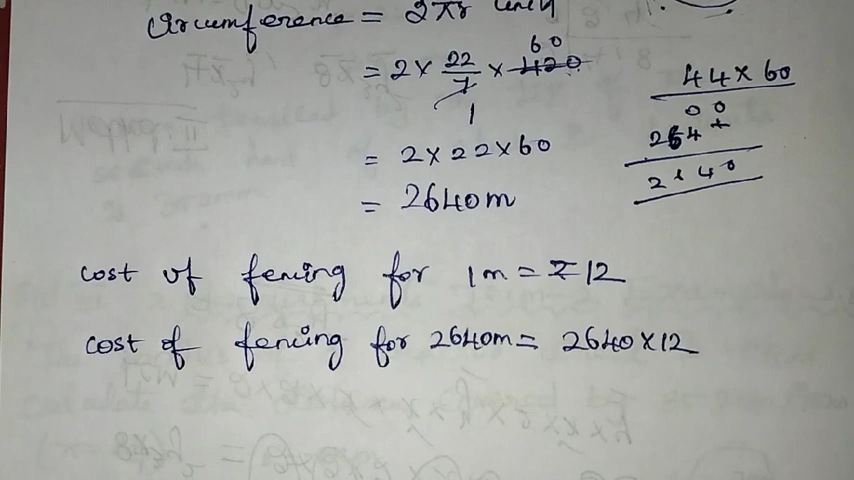 Circumference = 2πr units
= 2 × 22/7 × 420 60
1
= 2 × 22 × 60
= 2640m
44 × 60
00
264+
2640
cost of fencing for 1m = ₹12
cost of fencing for 2640m = 2640×12